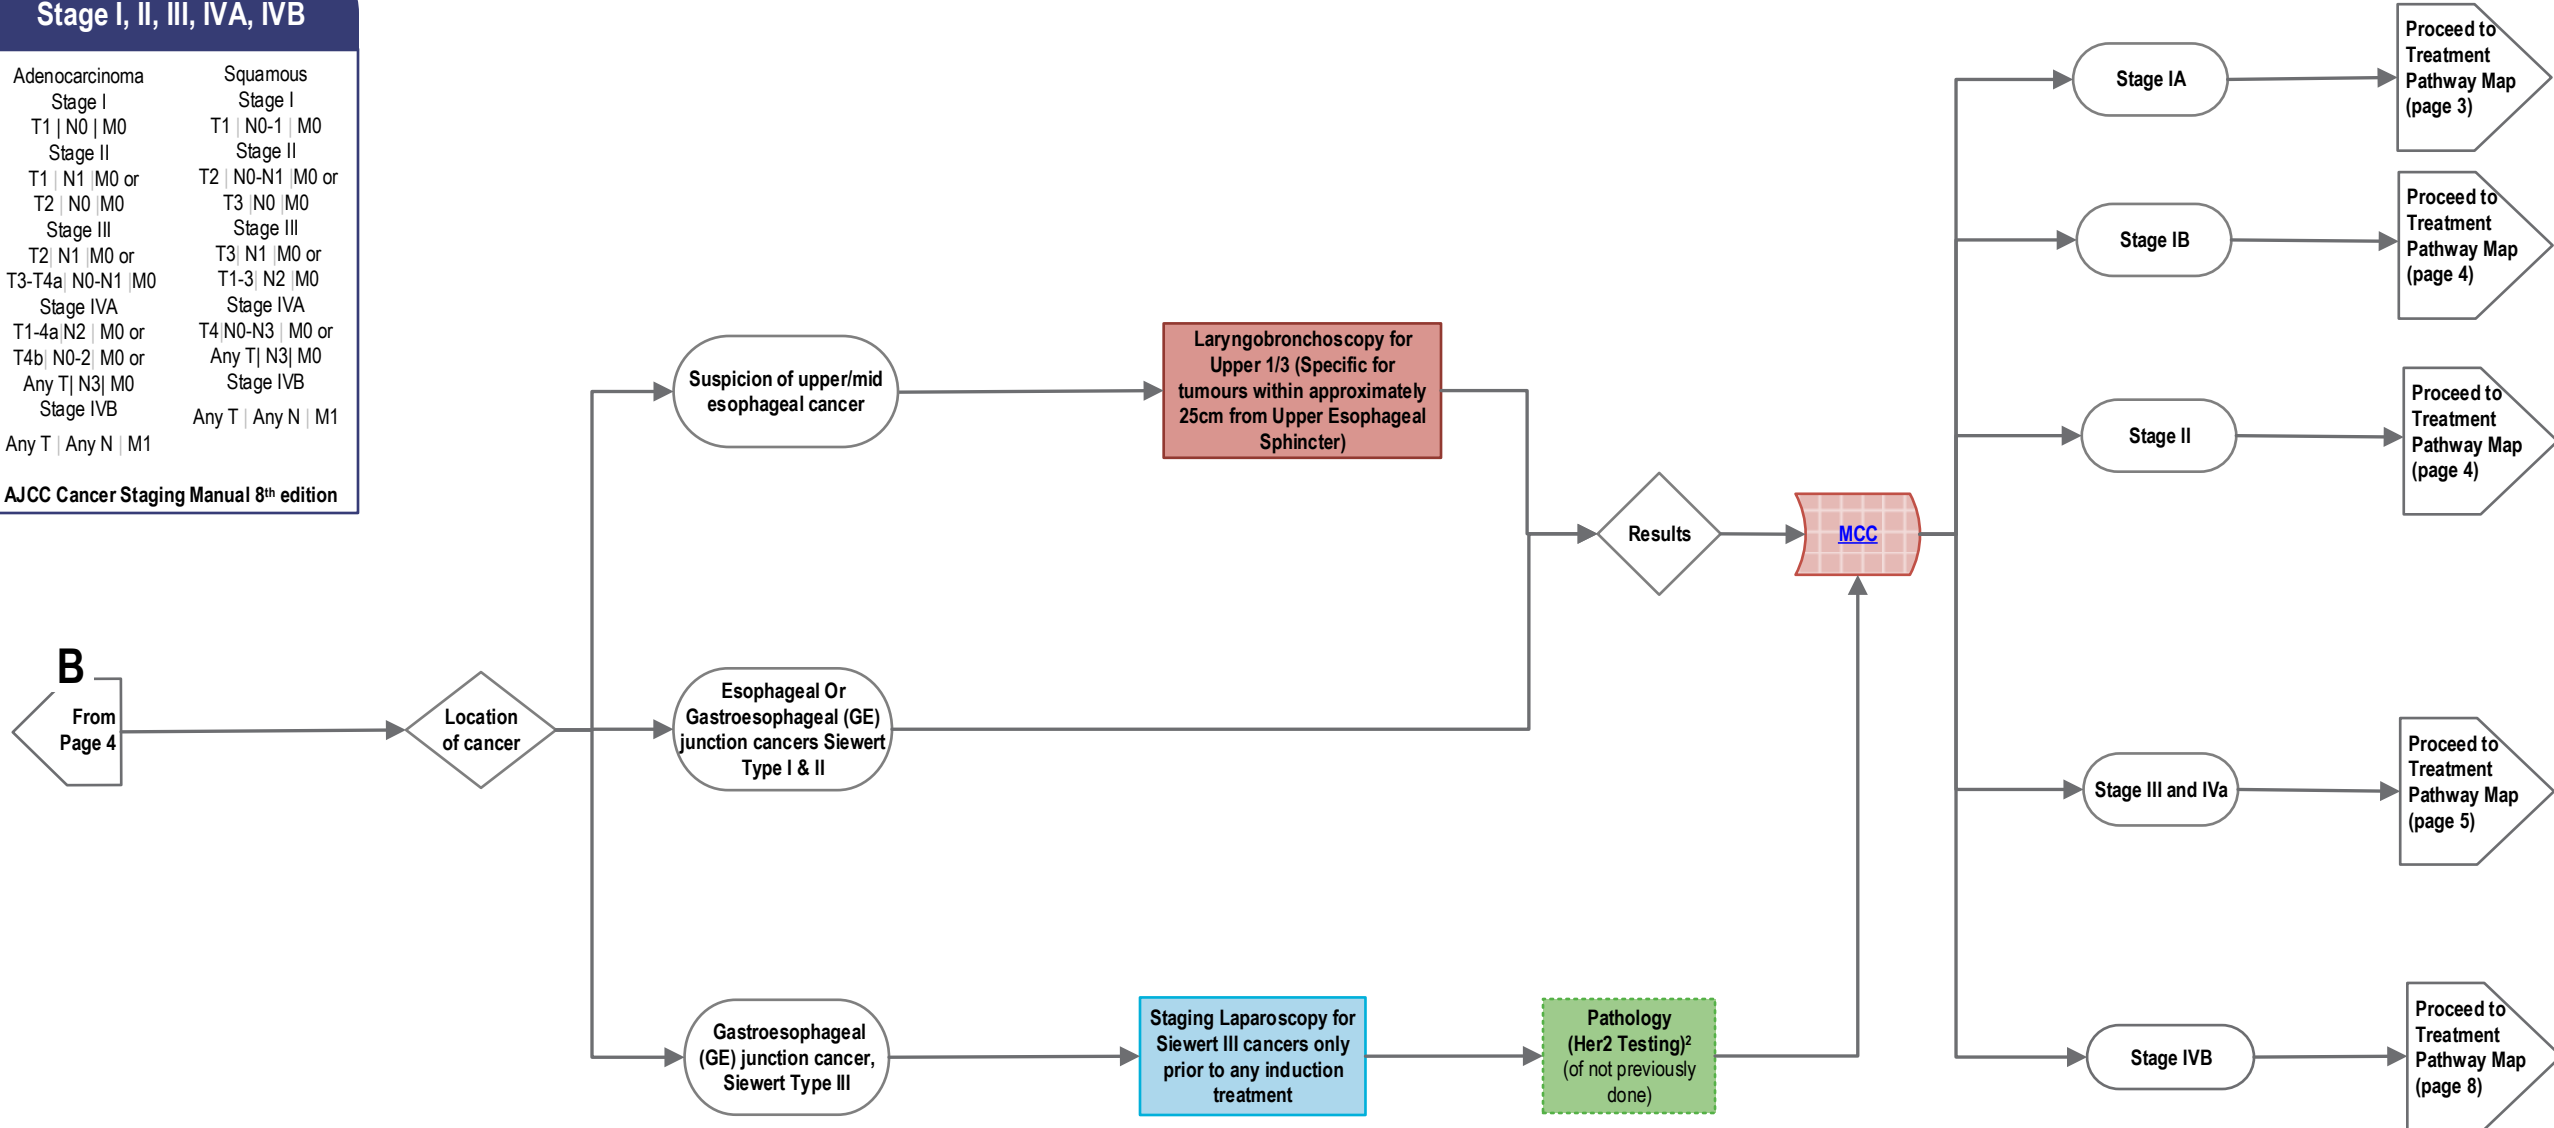 Stage I, II, III, IVA, IVB
Adenocarcinoma
Stage I
T1 | N0 | M0
Stage II
T1 | N1 |M0 or
T2 | N0 |M0
Stage III
T2| N1 |M0 or
T3-T4a| N0-N1 |M0
Stage IVA
T1-4a|N2 | M0 or
T4b| N0-2| M0 or
Any T| N3| M0
Stage IVB
Any T | Any N | M1
Squamous
Stage I
T1 | N0-1 | M0
Stage II
T2 | N0-N1 |M0 or
T3 |N0 |M0
Stage III
T3| N1 |M0 or
T1-3| N2 |M0
Stage IVA
T4|N0-N3 | M0 or
Any T| N3| M0
Stage IVB
Any T | Any N | M1
AJCC Cancer Staging Manual 8th edition
B
From
Page 4
Location
of cancer
Suspicion of upper/mid
esophageal cancer
Laryngobronchoscopy for
Upper 1/3 (Specific for
tumours within approximately
25cm from Upper Esophageal
Sphincter)
Esophageal Or
Gastroesophageal (GE)
junction cancers Siewert
Type I & II
Gastroesophageal
(GE) junction cancer,
Siewert Type III
Staging Laparoscopy for
Siewert III cancers only
prior to any induction
treatment
Pathology
(Her2 Testing)²
(of not previously
done)
Results
MCC
Stage IA
Proceed to
Treatment
Pathway Map
(page 3)
Stage IB
Proceed to
Treatment
Pathway Map
(page 4)
Stage II
Proceed to
Treatment
Pathway Map
(page 4)
Stage III and IVa
Proceed to
Treatment
Pathway Map
(page 5)
Stage IVB
Proceed to
Treatment
Pathway Map
(page 8)